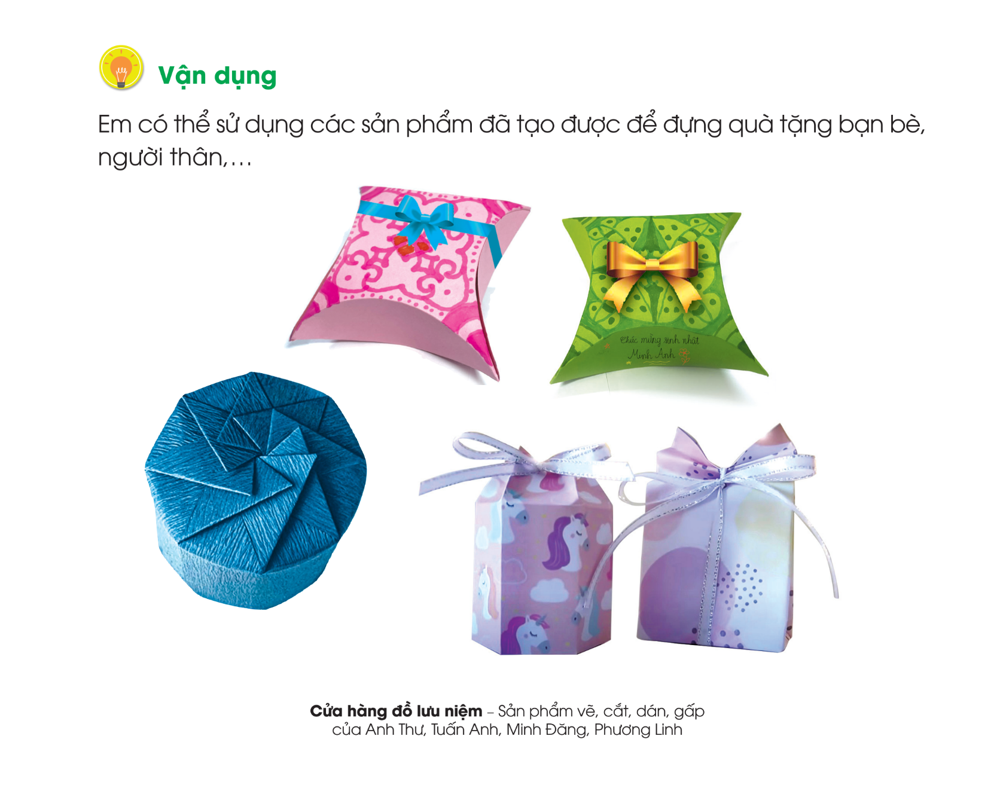 Vận dụng
Em có thể sử dụng các sản phẩm đã tạo được để đựng quà tặng bạn bè,
người thân,...
Chúc mừng sinh nhật
Minh Anh
Cửa hàng đồ lưu niệm – Sản phẩm vẽ, cắt, dán, gấp
của Anh Thư, Tuấn Anh, Minh Đăng, Phương Linh